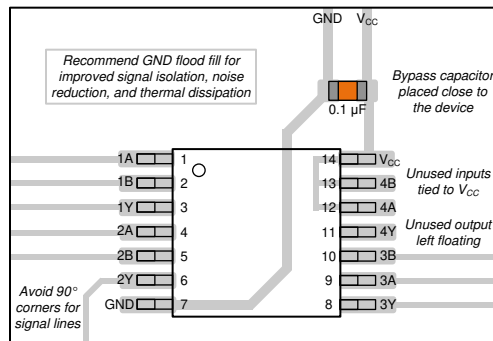 GND VCC
Recommend GND flood fill for
improved signal isolation, noise
reduction, and thermal dissipation
Bypass capacitor
placed close to
the device
0.1 µF
1A 1 14 VCC
1B 2 13 4B
1Y 3 12 4A
2A 4 11 4Y
2B 5 10 3B
2Y 6 9 3A
GND 7 8 3Y
Unused inputs
tied to VCC
Unused output
left floating
Avoid 90°
corners for
signal lines